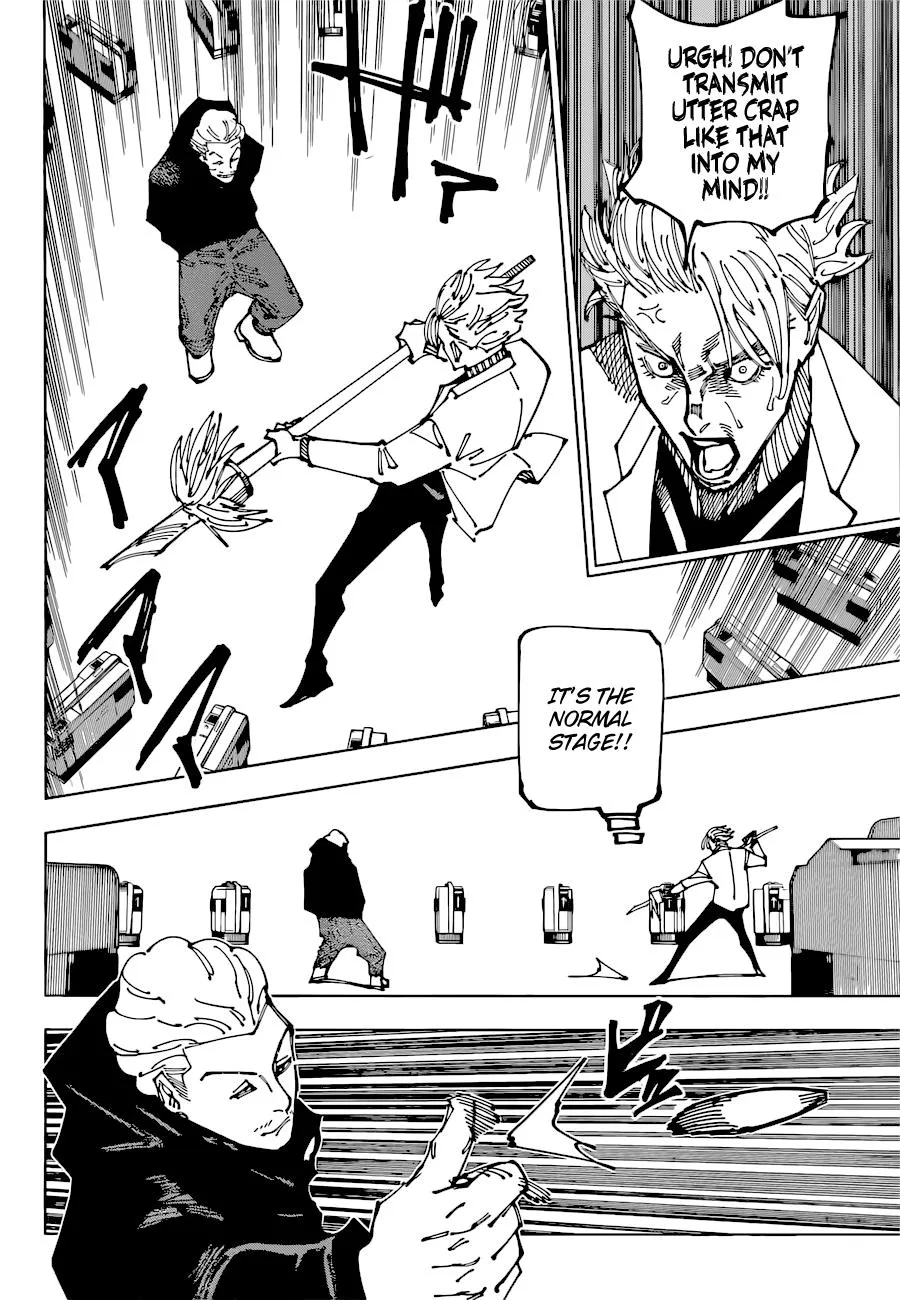 URGH! DON'T
TRANSMIT
UTTER CRAP
LIKE THAT
INTO MY
MIND!!
IT'S THE
NORMAL
STAGE!!